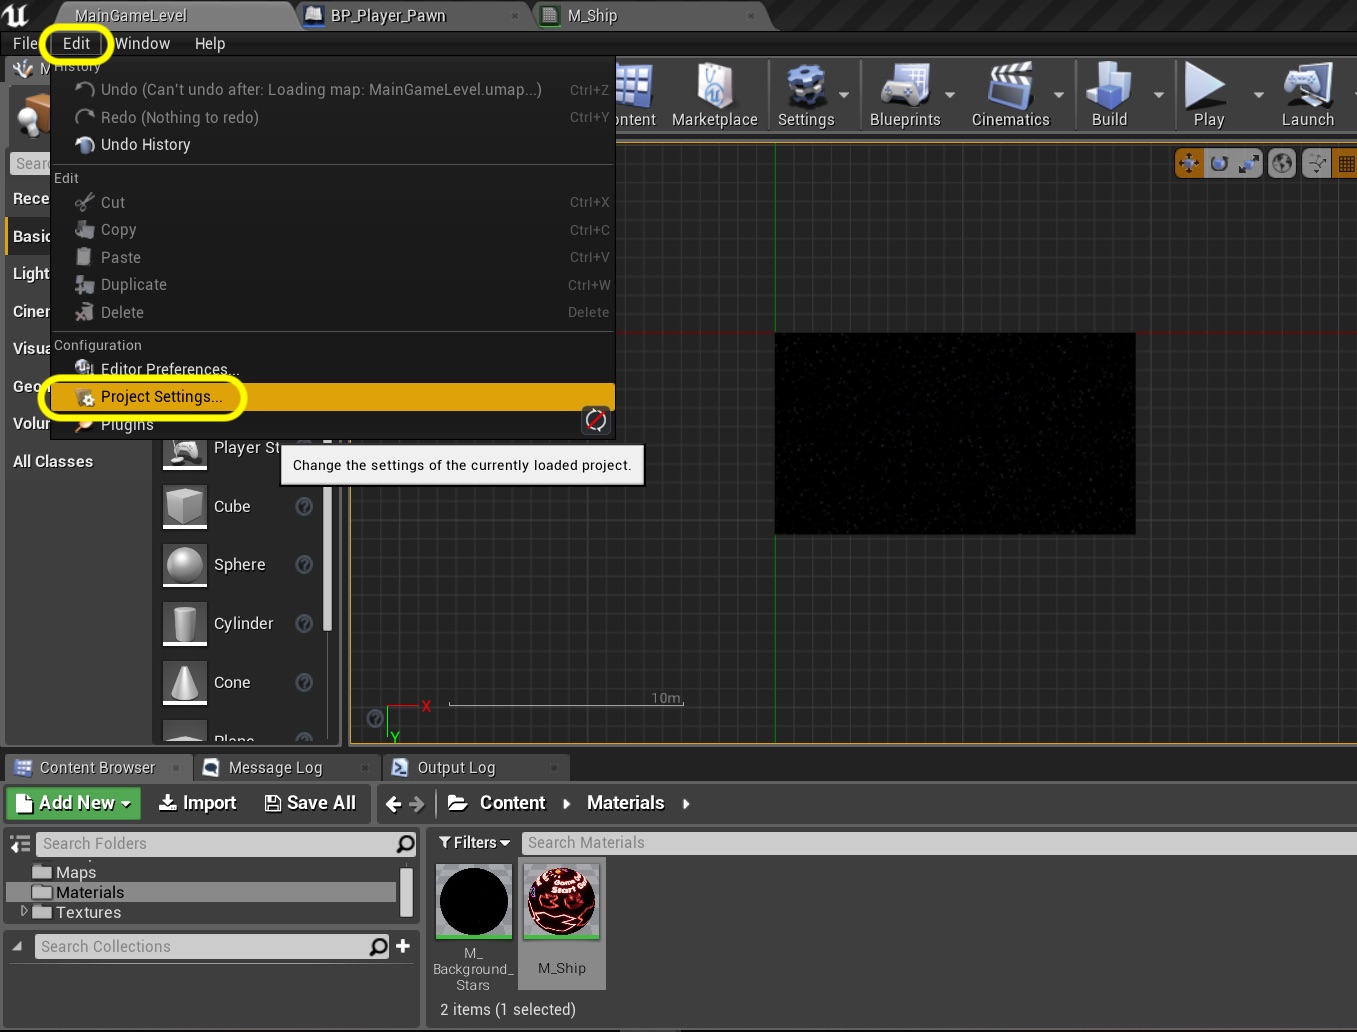 MainGameLevel
BP_Player_Pawn
M_Ship
File
Edit
Window
Help
M
History
Undo (Can't undo after: Loading map: MainGameLevel.umap...)
Ctrl+Z
Redo (Nothing to redo)
Ctrl+Y
Undo History
Edit
Cut
Ctrl+X
Copy
Ctrl+C
Paste
Ctrl+V
Duplicate
Ctrl+W
Delete
Delete
Configuration
Editor Preferences...
Project Settings...
Plugins
Change the settings of the currently loaded project.
ntent
Marketplace
Settings
Blueprints
Cinematics
Build
Play
Launch
Sear
Rece
Basic
Light
Cinem
Visua
Geo
Volu
All Classes
Player St
Cube
Sphere
Cylinder
Cone
Plane
10m
X
Y
Content Browser
Message Log
Output Log
Add New
Import
Save All
Content
Materials
Search Folders
Maps
Materials
Textures
Search Collections
Filters
Search Materials
M_
Background_
Stars
M_Ship
2 items (1 selected)